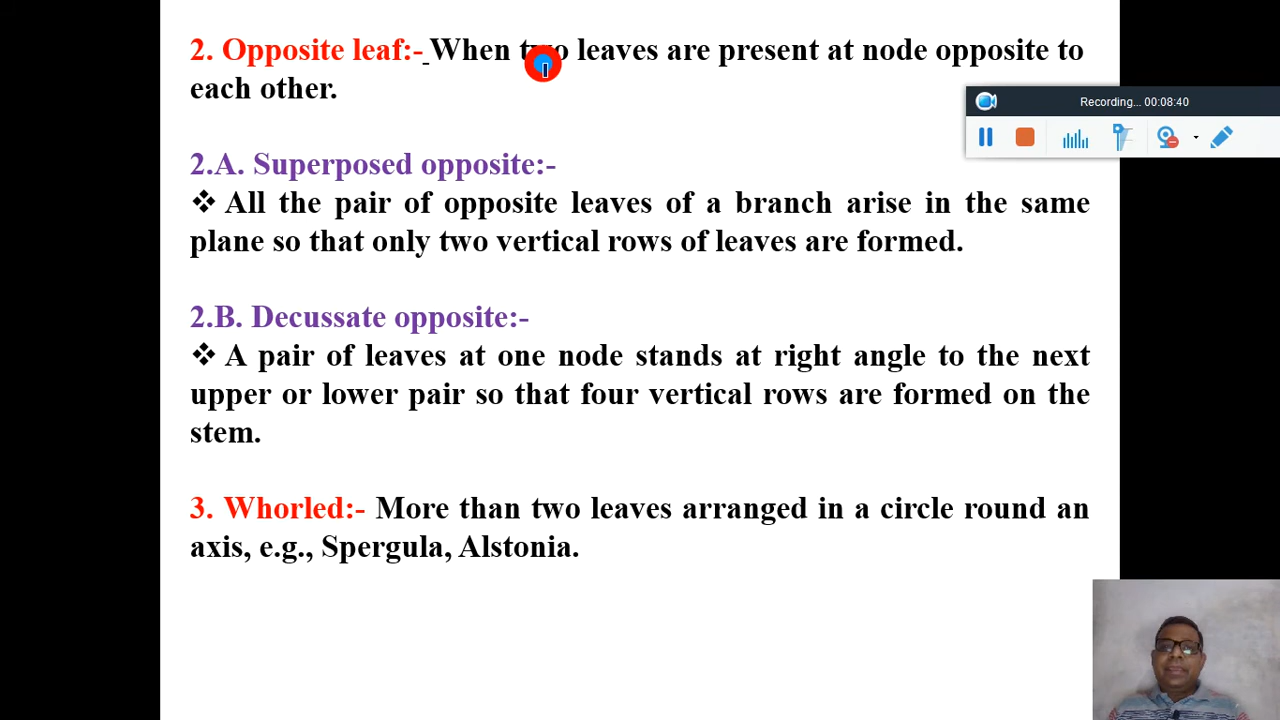 2. Opposite leaf:- When two leaves are present at node opposite to
each other.
Recording... 00:08:40
2.A. Superposed opposite:-
❖ All the pair of opposite leaves of a branch arise in the same
plane so that only two vertical rows of leaves are formed.
2.B. Decussate opposite:-
❖ A pair of leaves at one node stands at right angle to the next
upper or lower pair so that four vertical rows are formed on the
stem.
3. Whorled:- More than two leaves arranged in a circle round an
axis, e.g., Spergula, Alstonia.